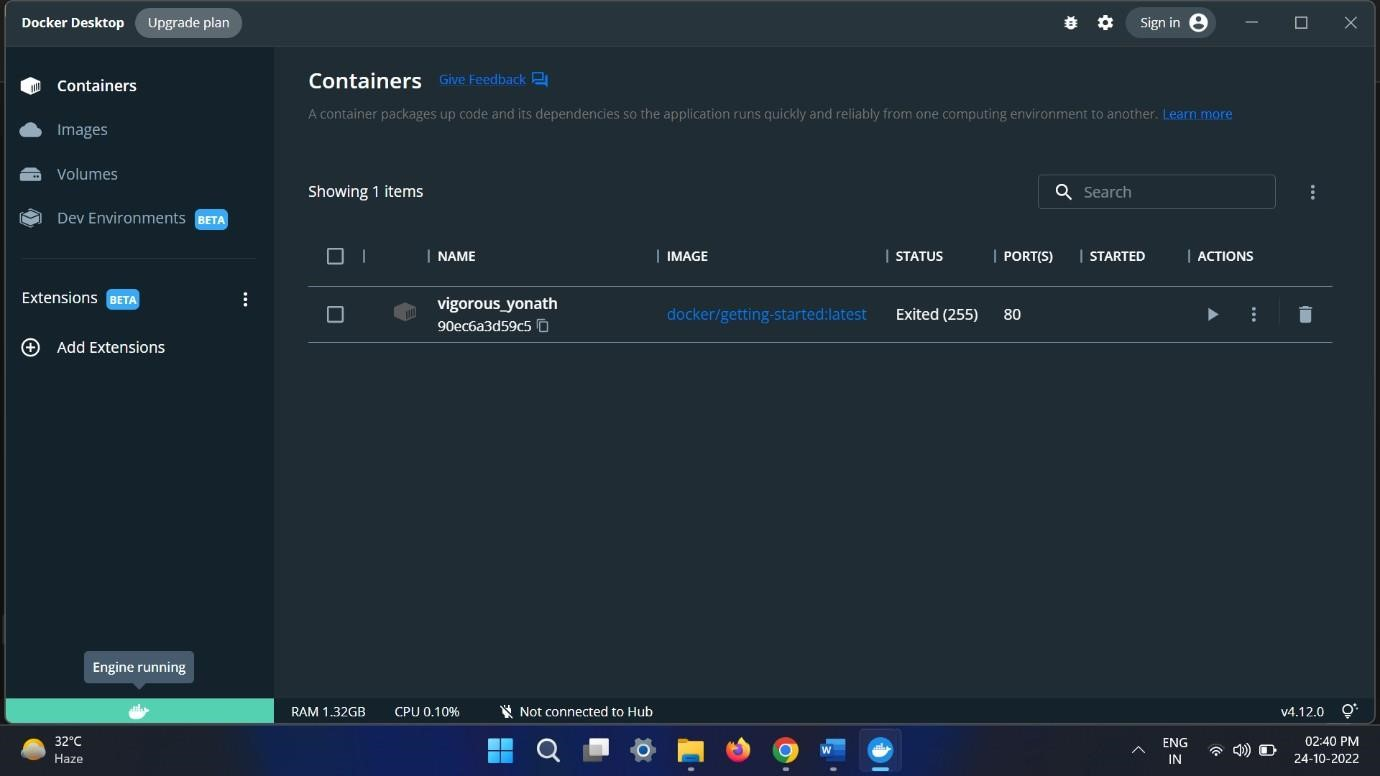 Docker Desktop Upgrade plan Sign in
Containers
Images
Volumes
Dev Environments BETA
Extensions BETA
Add Extensions
Containers Give Feedback
A container packages up code and its dependencies so the application runs quickly and reliably from one computing environment to another. Learn more
Showing 1 items Search
NAME IMAGE STATUS PORT(S) STARTED ACTIONS
vigorous_yonath
90ec6a3d59c5 docker/getting-started:latest Exited (255) 80
Engine running
RAM 1.32GB CPU 0.10% Not connected to Hub v4.12.0
32°C
Haze
ENG
IN
02:40 PM
24-10-2022